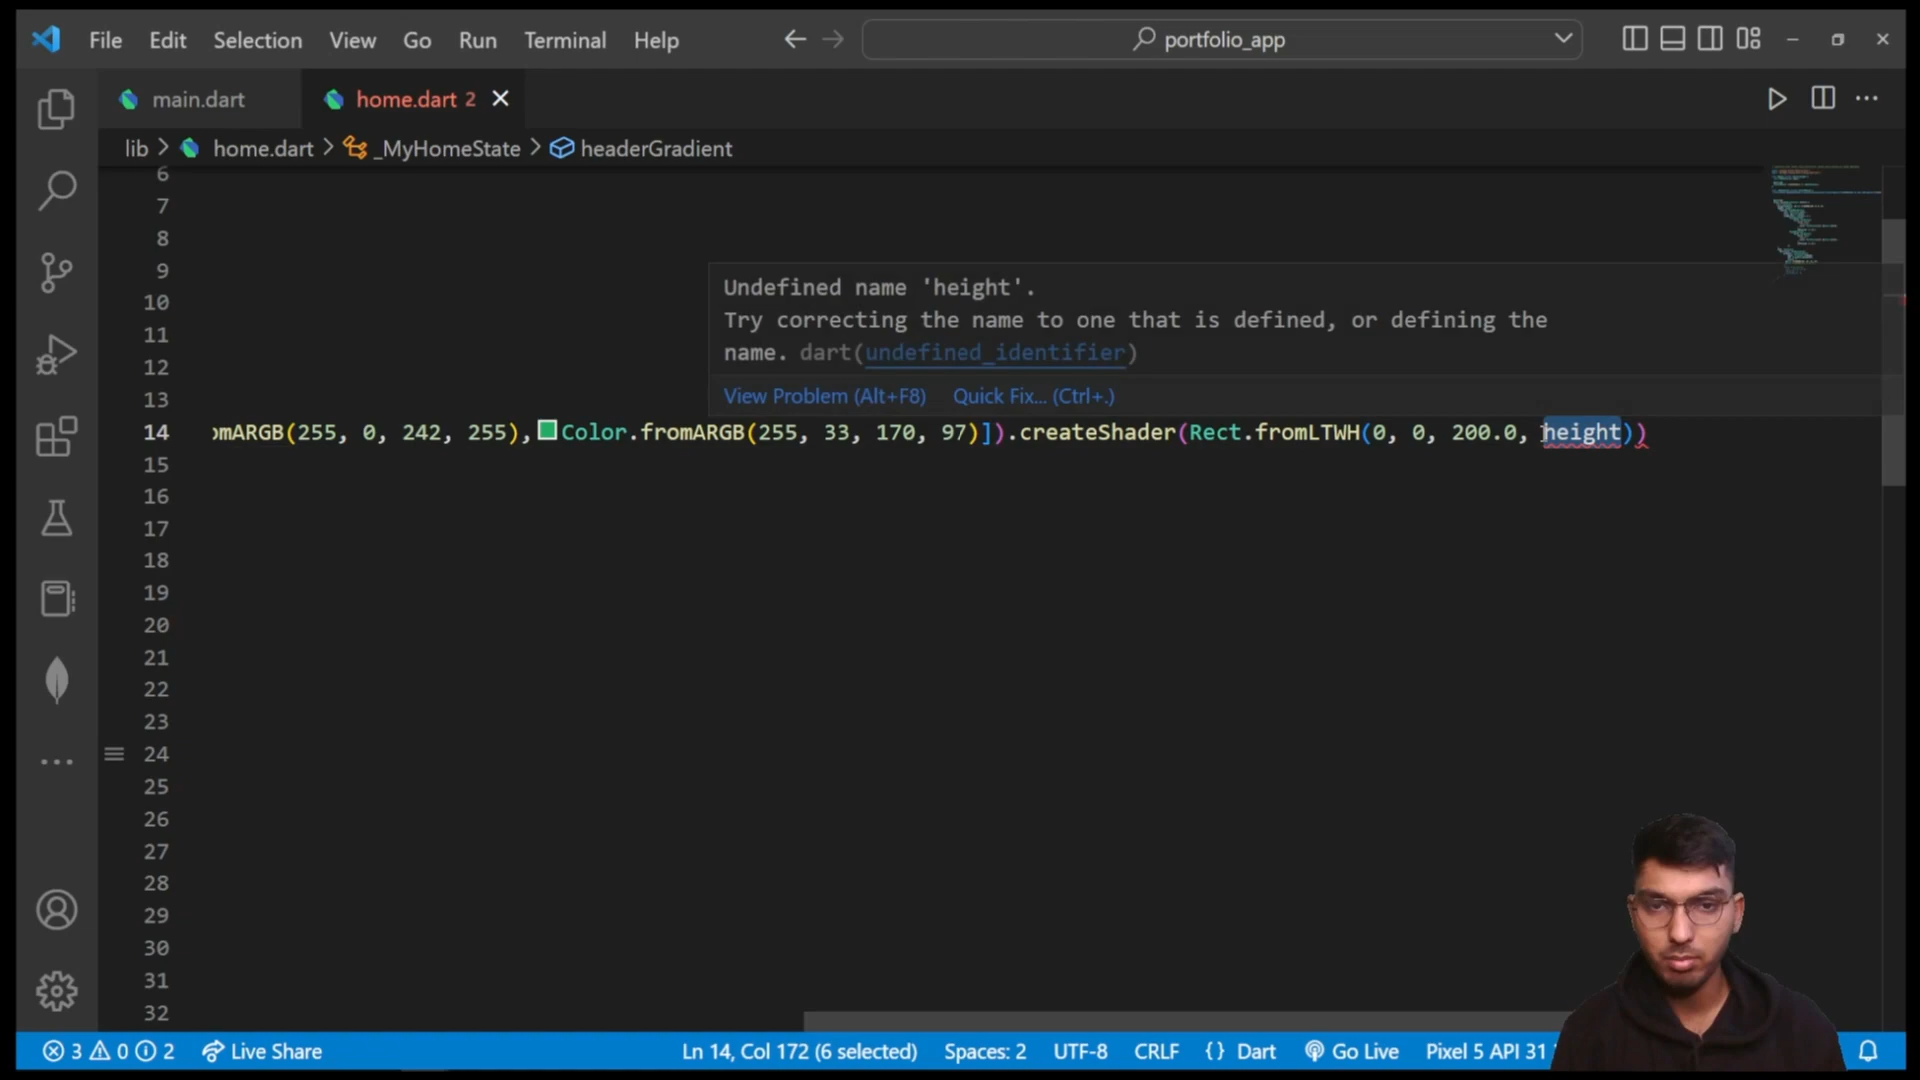 File Edit Selection View Go Run Terminal Help portfolio_app
main.dart home.dart 2
lib > home.dart > _MyHomeState > headerGradient
6
7
8
9
Undefined name 'height'.
10
Try correcting the name to one that is defined, or defining the
11
name. dart(undefined_identifier)
12
View Problem (Alt+F8) Quick Fix... (Ctrl+.)
13
14 omARGB(255, 0, 242, 255),Color.fromARGB(255, 33, 170, 97)]).createShader(Rect.fromLTWH(0, 0, 200.0, height))
15
16
17
18
19
20
21
22
23
24
25
26
27
28
29
30
31
32
3 0 2 Live Share Ln 14, Col 172 (6 selected) Spaces: 2 UTF-8 CRLF {} Dart Go Live Pixel 5 API 31